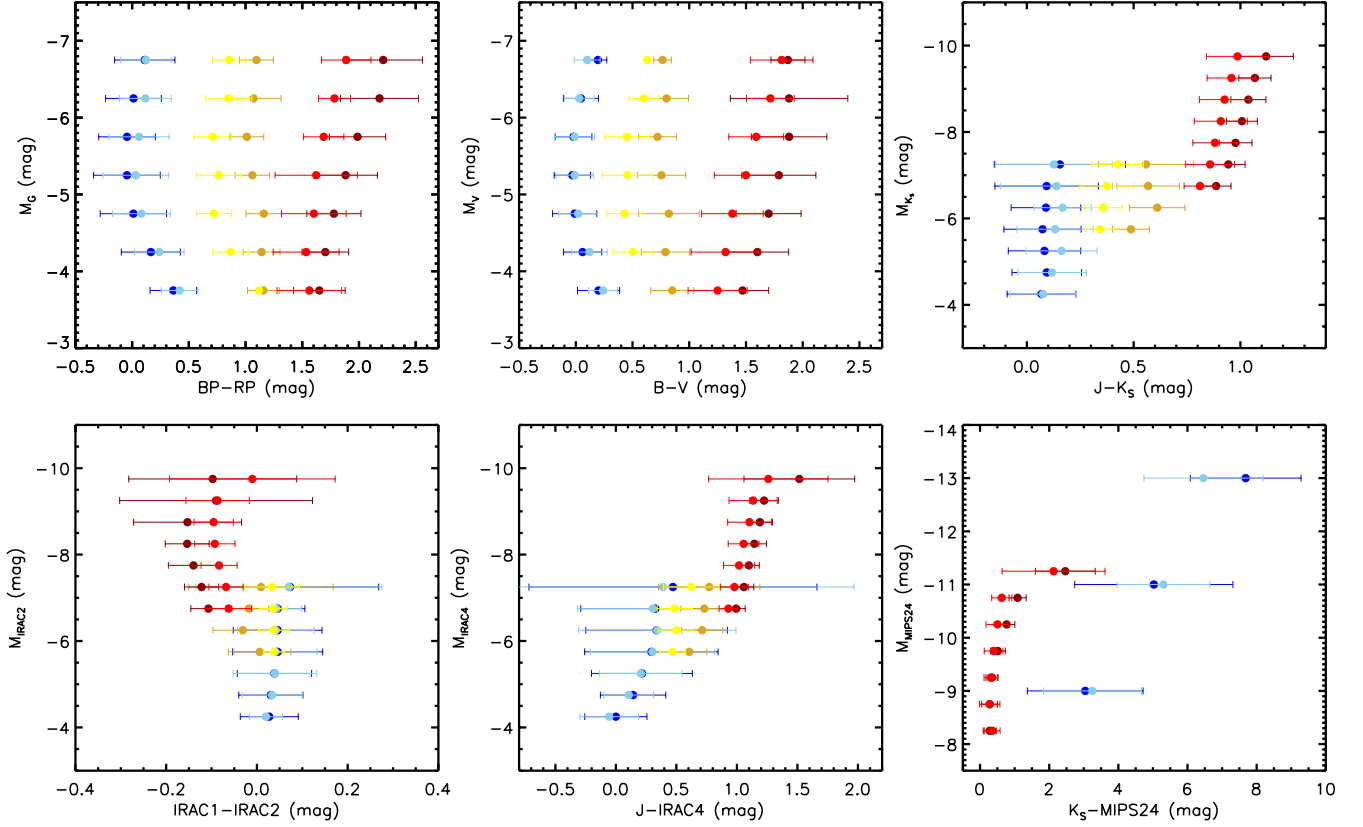 -7
-6
-5
-4
-3
M_G (mag)
-0.5 0.0 0.5 1.0 1.5 2.0 2.5
BP-RP (mag)
-7
-6
-5
-4
-3
M_V (mag)
-0.5 0.0 0.5 1.0 1.5 2.0 2.5
B-V (mag)
-10
-8
-6
-4
M_Ks (mag)
0.0 0.5 1.0
J-K_S (mag)
-10
-8
-6
-4
M_IRAC2 (mag)
-0.4 -0.2 0.0 0.2 0.4
IRAC1-IRAC2 (mag)
-10
-8
-6
-4
M_IRAC4 (mag)
-0.5 0.0 0.5 1.0 1.5 2.0
J-IRAC4 (mag)
-14
-13
-12
-11
-10
-9
-8
M_MIPS24 (mag)
0 2 4 6 8 10
K_S-MIPS24 (mag)